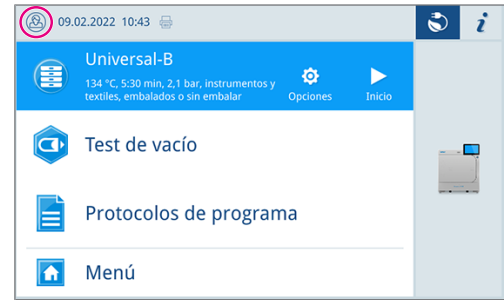 09.02.2022 10:43
i
Universal-B
134 °C, 5:30 min, 2,1 bar, instrumentos y
textiles, embalados o sin embalar
Opciones
Inicio
Test de vacío
Protocolos de programa
Menú